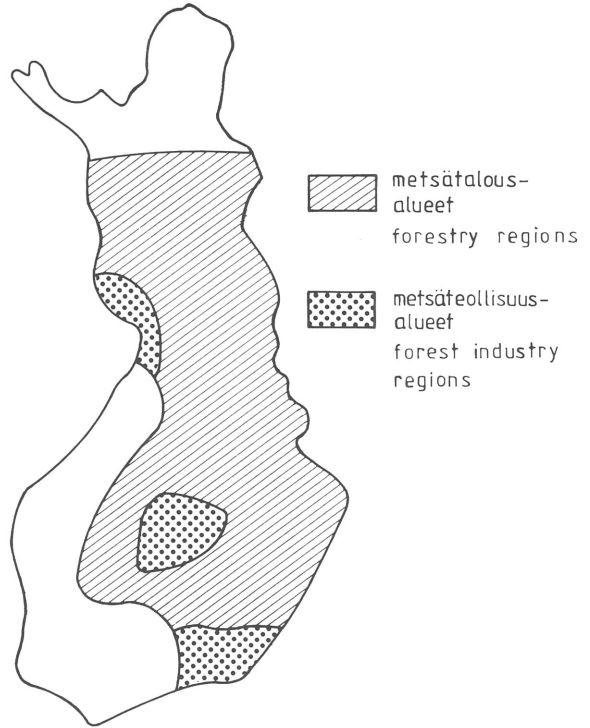 metsätalous-
alueet
forestry regions
metsäteollisuus-
alueet
forest industry
regions